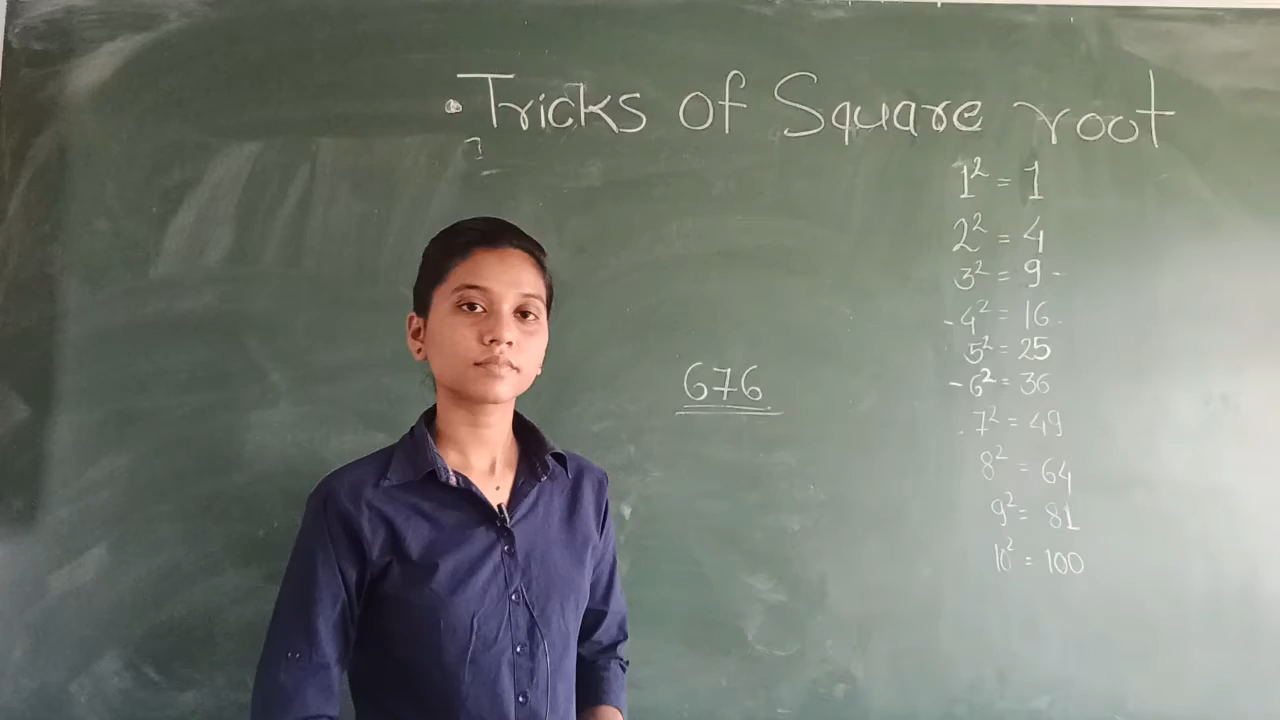 • Tricks of Square root
1² = 1
2² = 4
3² = 9 -
- 4² = 16 .
5² = 25
676
- 6² = 36
. 7² = 49
8² = 64
9² = 81
10² = 100